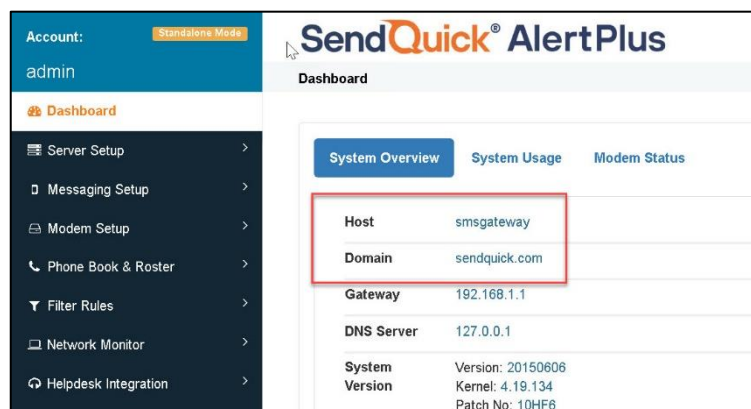 Account:
Standalone Mode
admin
Dashboard
Server Setup
Messaging Setup
Modem Setup
Phone Book & Roster
Filter Rules
Network Monitor
Helpdesk Integration
SendQuick® AlertPlus
Dashboard
System Overview System Usage Modem Status
Host smsgateway
Domain sendquick.com
Gateway 192.168.1.1
DNS Server 127.0.0.1
System Version: 20150606
Version Kernel: 4.19.134
Patch No: 10HF6